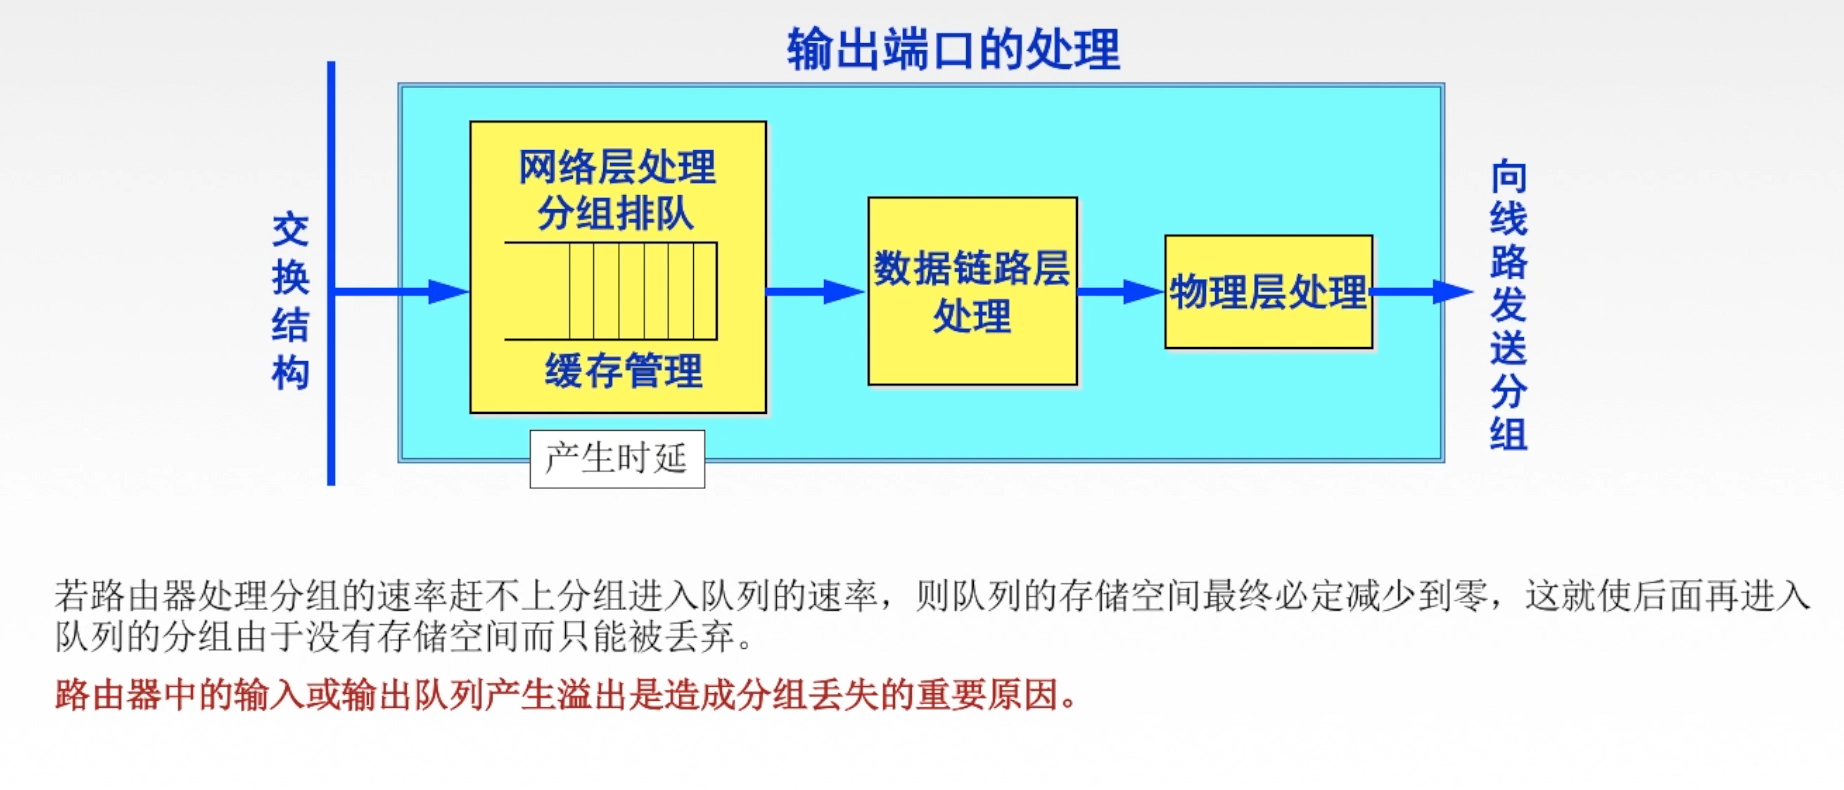 输出端口的处理
交换结构
网络层处理
分组排队
缓存管理
产生时延
数据链路层
处理
物理层处理
向线路发送分组
若路由器处理分组的速率赶不上分组进入队列的速率，则队列的存储空间最终必定减少到零，这就使后面再进入
队列的分组由于没有存储空间而只能被丢弃。
路由器中的输入或输出队列产生溢出是造成分组丢失的重要原因。